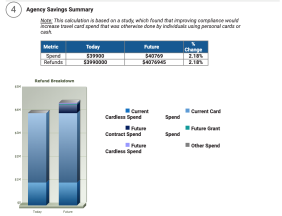 4 Agency Savings Summary
Note: This calculation is based on a study, which found that improving compliance would
increase travel card spend that was otherwise done by individuals using personal cards or
cash.
Metric Today Future % Change
Spend $39900 $40769 2.18%
Refunds $3990000 $4076945 2.18%
Refund Breakdown
Today Future
Current Cardless Spend
Current Card Spend
Future Contract Spend
Future Grant Spend
Future Cardless Spend
Other Spend